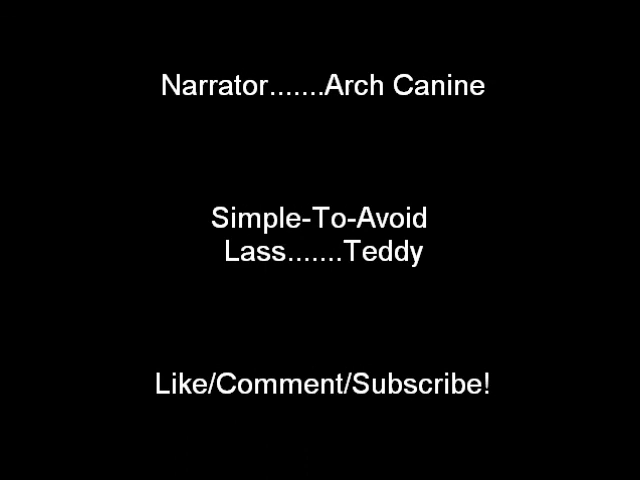 Narrator.......Arch Canine
Simple-To-Avoid
Lass.......Teddy
Like/Comment/Subscribe!